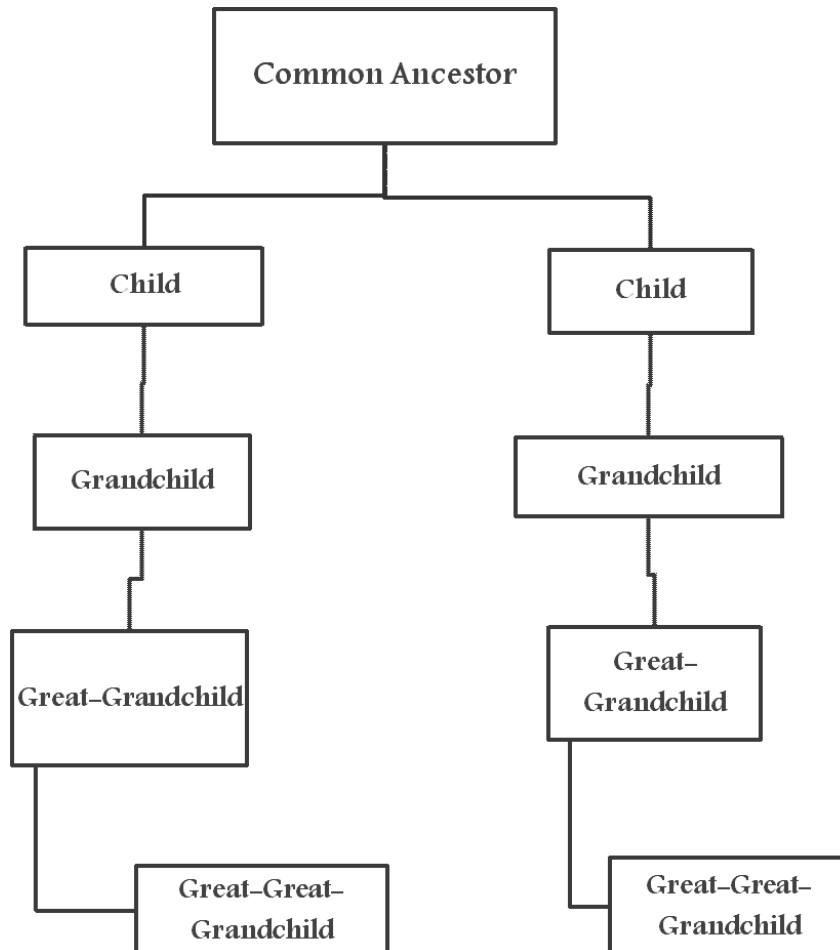 Common Ancestor
Child
Child
Grandchild
Grandchild
Great–Grandchild
Great–
Grandchild
Great–Great–
Grandchild
Great–Great–
Grandchild